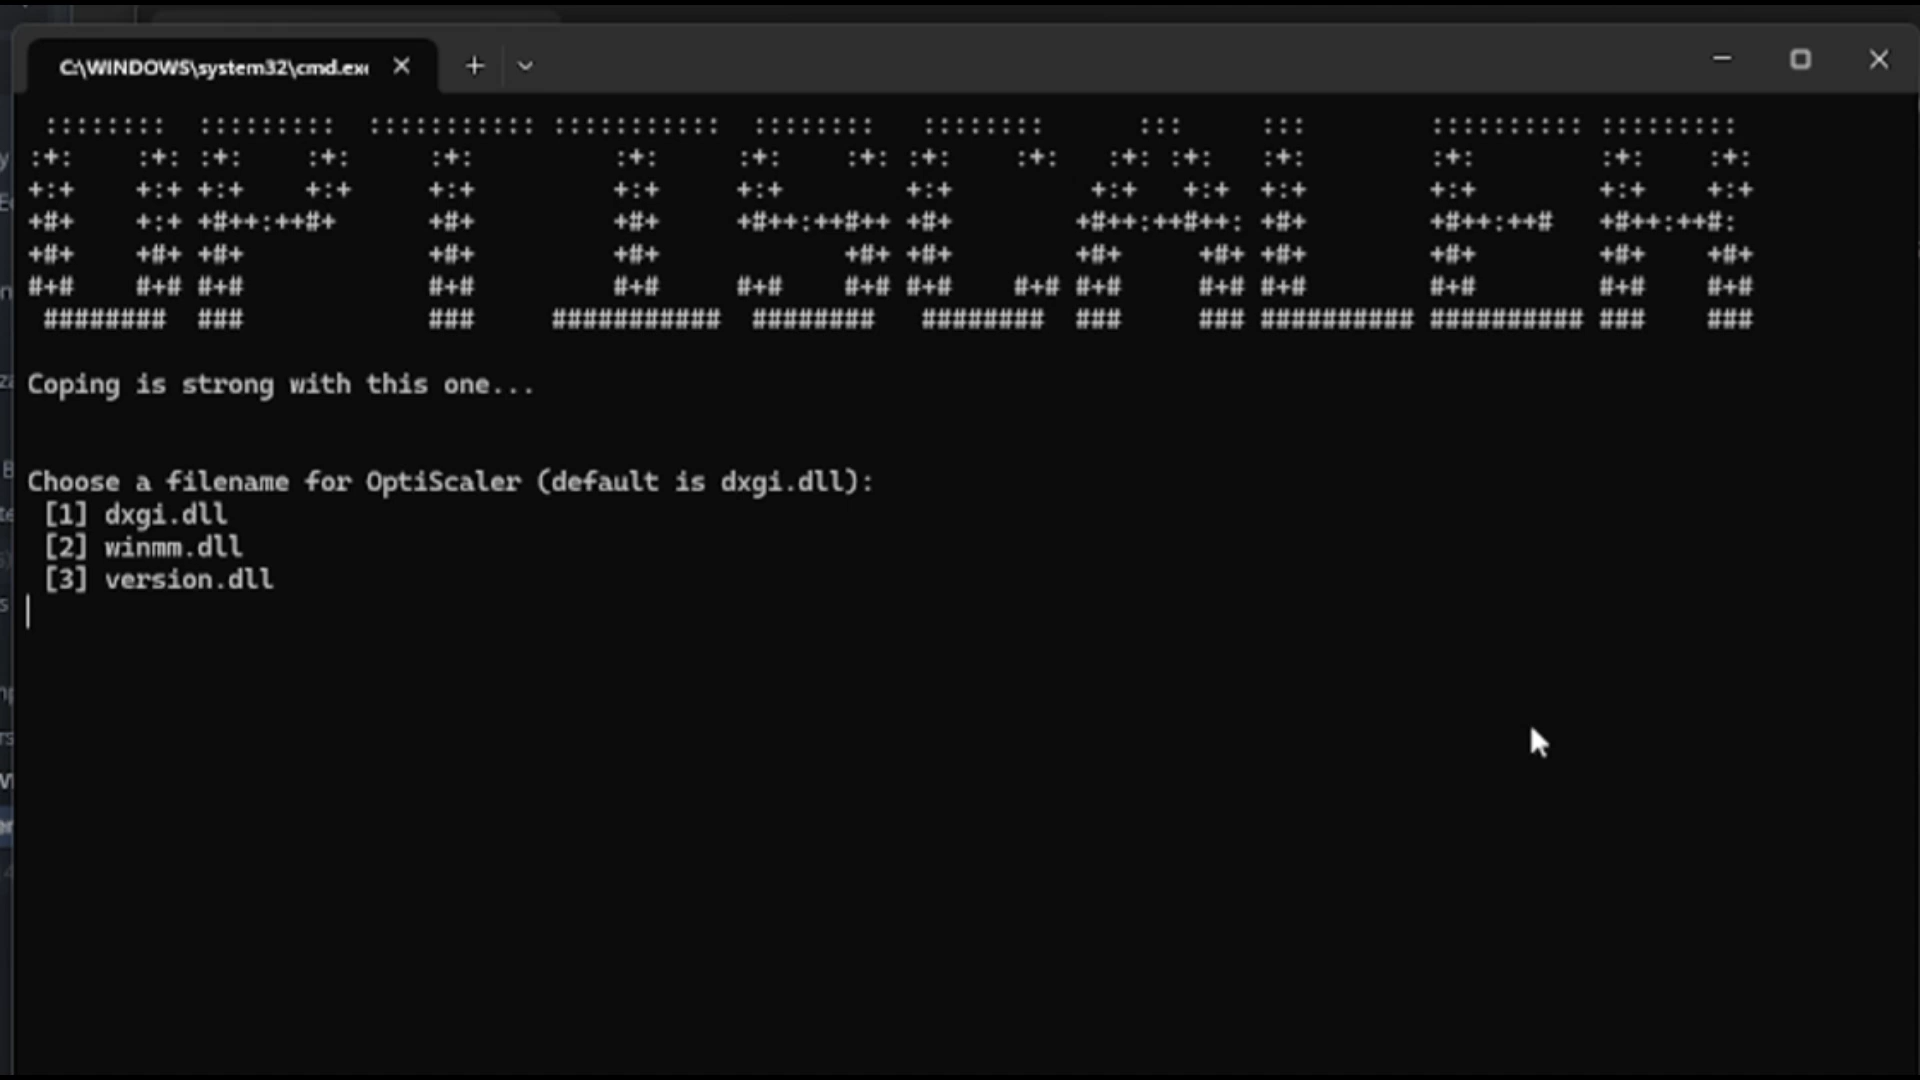 C:\WINDOWS\system32\cmd.exe
OPTISCALER
Coping is strong with this one...
Choose a filename for OptiScaler (default is dxgi.dll):
[1] dxgi.dll
[2] winmm.dll
[3] version.dll